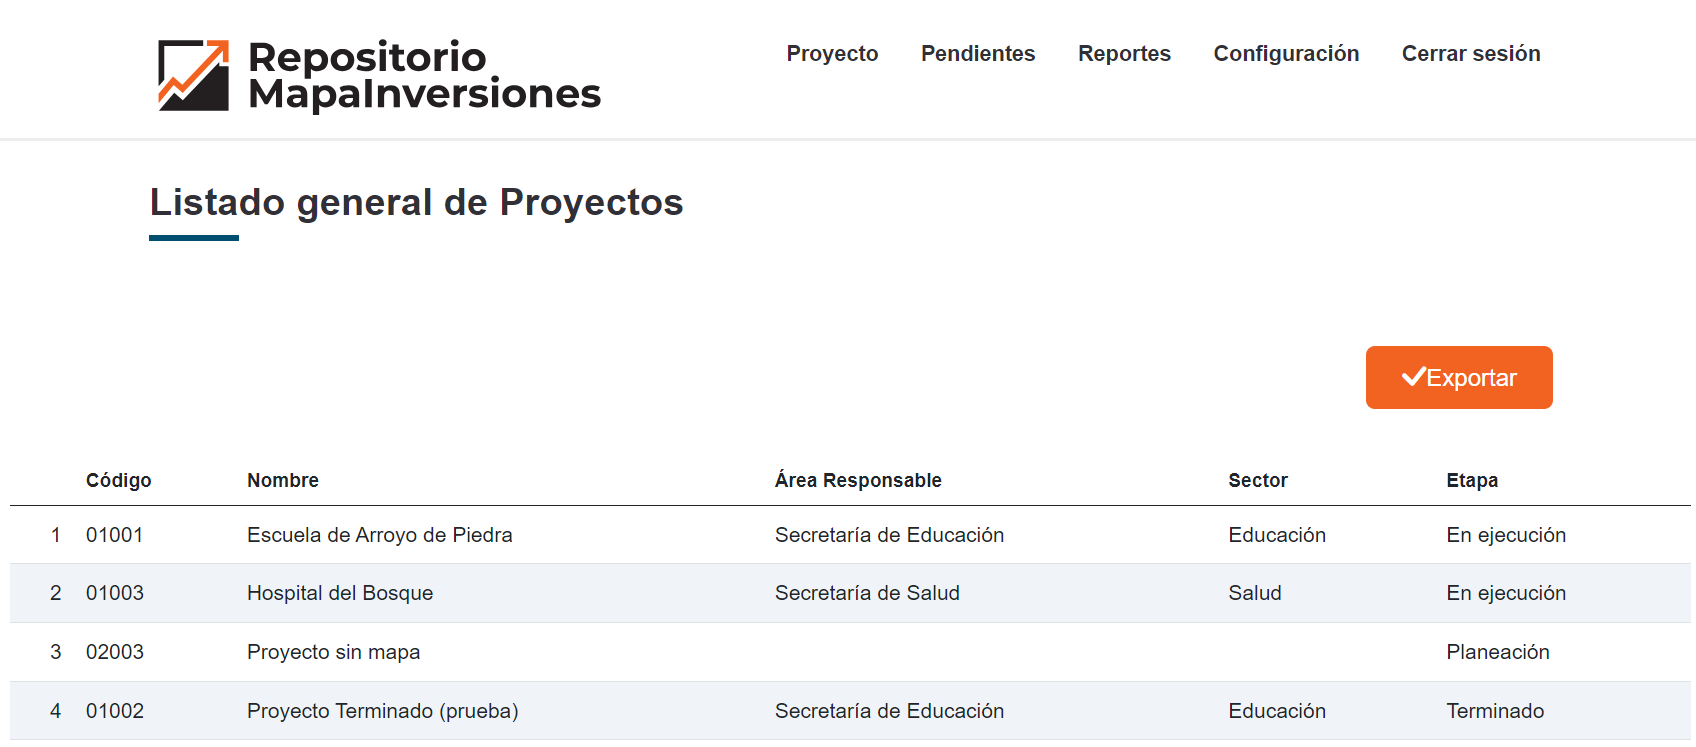 Repositorio
MapaInversiones
Proyecto Pendientes Reportes Configuración Cerrar sesión
Listado general de Proyectos
Exportar
Código Nombre Área Responsable Sector Etapa
1 01001 Escuela de Arroyo de Piedra Secretaría de Educación Educación En ejecución
2 01003 Hospital del Bosque Secretaría de Salud Salud En ejecución
3 02003 Proyecto sin mapa Planeación
4 01002 Proyecto Terminado (prueba) Secretaría de Educación Educación Terminado